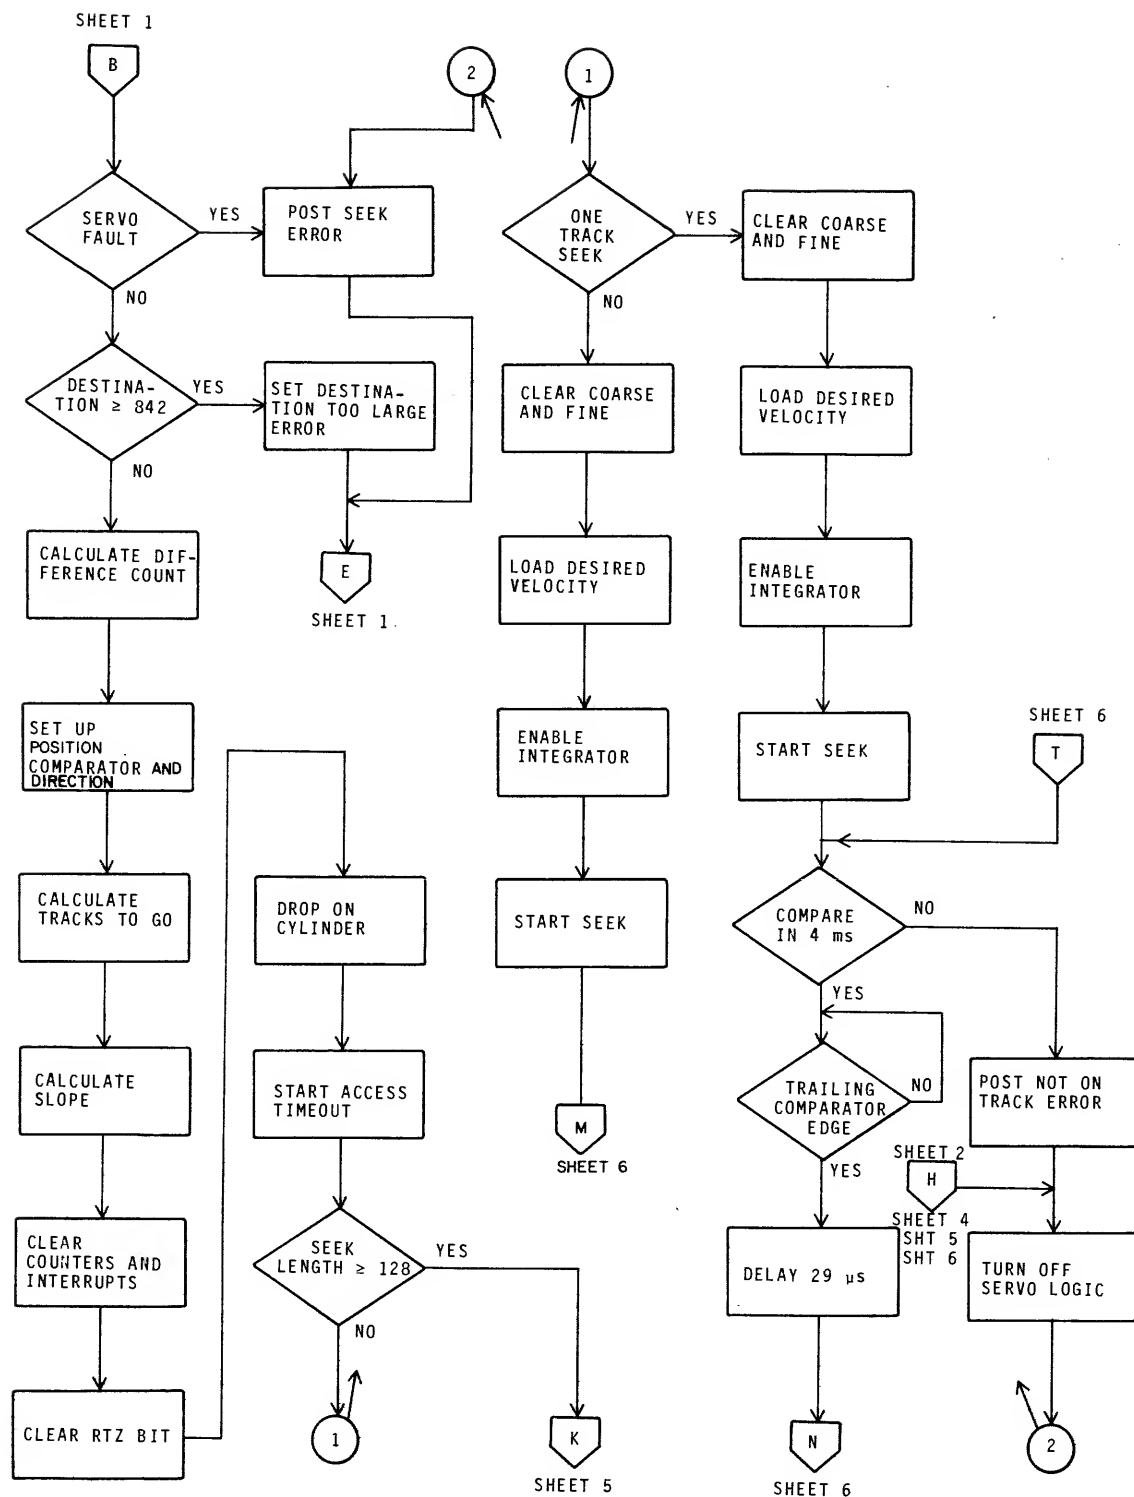 SHEET 1
B
SERVO
FAULT
YES
NO
POST SEEK
ERROR
2
DESTINA-
TION ≥ 842
YES
NO
SET DESTINA-
TION TOO LARGE
ERROR
E
SHEET 1
CALCULATE DIF-
FERENCE COUNT
SET UP
POSITION
COMPARATOR AND
DIRECTION
CALCULATE
TRACKS TO GO
CALCULATE
SLOPE
CLEAR
COUNTERS AND
INTERRUPTS
CLEAR RTZ BIT
DROP ON
CYLINDER
START ACCESS
TIMEOUT
SEEK
LENGTH ≥ 128
YES
NO
1
K
SHEET 5
1
ONE
TRACK
SEEK
YES
NO
CLEAR COARSE
AND FINE
LOAD DESIRED
VELOCITY
ENABLE
INTEGRATOR
START SEEK
M
SHEET 6
CLEAR COARSE
AND FINE
LOAD DESIRED
VELOCITY
ENABLE
INTEGRATOR
START SEEK
SHEET 6
T
COMPARE
IN 4 ms
NO
YES
TRAILING
COMPARATOR
EDGE
NO
YES
DELAY 29 µs
N
SHEET 6
POST NOT ON
TRACK ERROR
SHEET 2
H
SHEET 4
SHT 5
SHT 6
TURN OFF
SERVO LOGIC
2